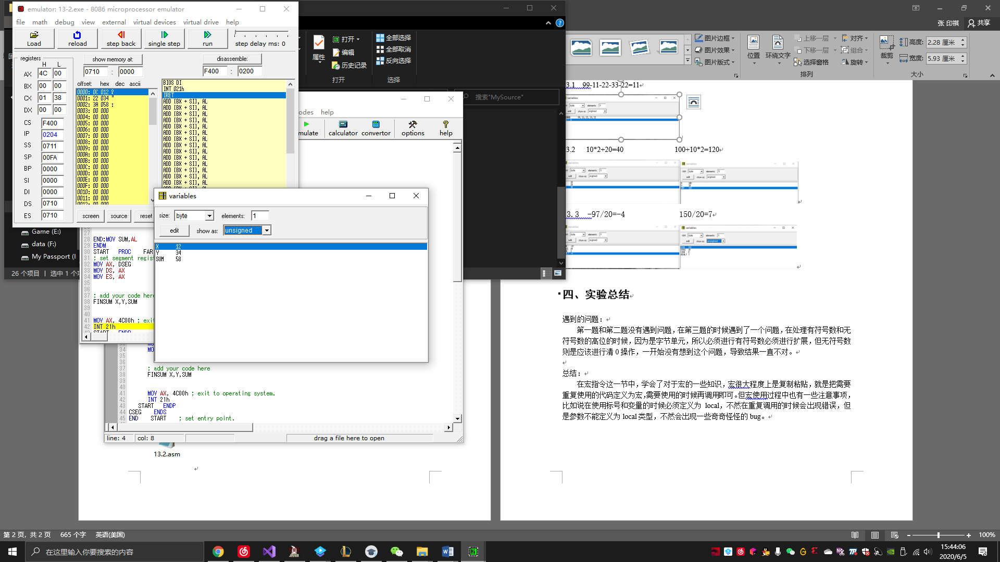 emulator: 13-2.exe - 8086 microprocessor emulator
file math debug view external virtual devices virtual drive help
Load reload step back single step run step delay ms: 0
registers
H L
AX 4C 00
BX 00 00
CX 01 38
DX 00 00
CS F400
IP 0204
SS 0711
SP 00FA
BP 0000
SI 0000
DI 0000
DS 0710
ES 0710
show memory at:
0710 : 0000
offset: hex dec ascii
0000: 0C 012 ♀
0001: 22 034 "
0002: 3A 058 :
0003: 00 000
0004: 00 000
0005: 00 000
0006: 00 000
0007: 00 000
0008: 00 000
0009: 00 000
000A: 00 000
000B: 00 000
000C: 00 000
000D: 00 000
000E: 00 000
000F: 00 000
0010: 00 000
0011: 00 000
disassemble:
F400 : 0200
BIOS DI
INT 021h
IRET
ADD [BX + SI], AL
ADD [BX + SI], AL
ADD [BX + SI], AL
ADD [BX + SI], AL
ADD [BX + SI], AL
ADD [BX + SI], AL
ADD [BX + SI], AL
ADD [BX + SI], AL
ADD [BX + SI], AL
ADD [BX + SI], AL
ADD [BX + SI], AL
ADD [BX + SI], AL
ADD [BX + SI], AL
ADD [BX + SI], AL
screen source reset
variables
size: byte elements: 1
edit show as: unsigned
X 12
Y 34
SUM 58
Game (E:)
data (F:)
My Passport (I:
26 个项目 选中 1 个项
27
28 END:MOV SUM,AL
29 ENDM
30 START PROC FAR
31 ; set segment regist
32 MOV AX, DSEG
33 MOV DS, AX
34 MOV ES, AX
35
36
37 ; add your code here
38 FINSUM X,Y,SUM
39
40
41 MOV AX, 4C00h ; exit
42 INT 21h
打开
编辑
历史记录
属性
打开
全部选择
全部取消
反向选择
选择
搜索"MySource"
odes help
mulate calculator convertor options help
34 MO
35
36
37 ; add your code here
38 FINSUM X,Y,SUM
39
40
41 MOV AX, 4C00h ; exit to operating system.
42 INT 21h
43 START ENDP
44 CSEG ENDS
45 END START ; set entry point.
line: 4 col: 8 drag a file here to open
13.2.asm
张 印祺 共享
图片边框
图片效果
图片版式
位置 环绕文字
上移一层
下移一层
选择窗格
对齐
组合
旋转
排列
裁剪
高度: 2.28 厘米
宽度: 5.93 厘米
大小
3.1 99-11-22-33-22=11
3.2 10*2+20=40 100+10*2=120
3.3 -97/20=-4 150/20=7
四、实验总结
遇到的问题：
第一题和第二题没有遇到问题，在第三题的时候遇到了一个问题，在处理有符号数和无
符号数的高位的时候，因为是字节单元，所以必须进行有符号数必须进行扩展，但无符号数
则是应该进行清 0 操作，一开始没有想到这个问题，导致结果一直不对。
总结：
在宏指令这一节中，学会了对于宏的一些知识，宏很大程度上是复制粘贴，就是把需要
重复使用的代码定义为宏，需要使用的时候再调用即可。但宏使用过程中也有一些注意事项，
比如说在使用标号和变量的时候必须定义为 local，不然在重复调用的时候会出现错误，但
是参数不能定义为 local 类型，不然会出现一些奇奇怪怪的 bug。
第 2 页，共 2 页 665 个字 英语(美国)
100%
在这里输入你要搜索的内容
15:44:06
2020/6/5